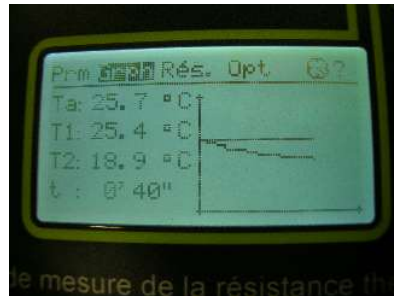 Prm Graph Rés. Opt. ?
Ta: 25.7 °C
T1: 25.4 °C
T2: 18.9 °C
t : 0' 40"
de mesure de la résistance th